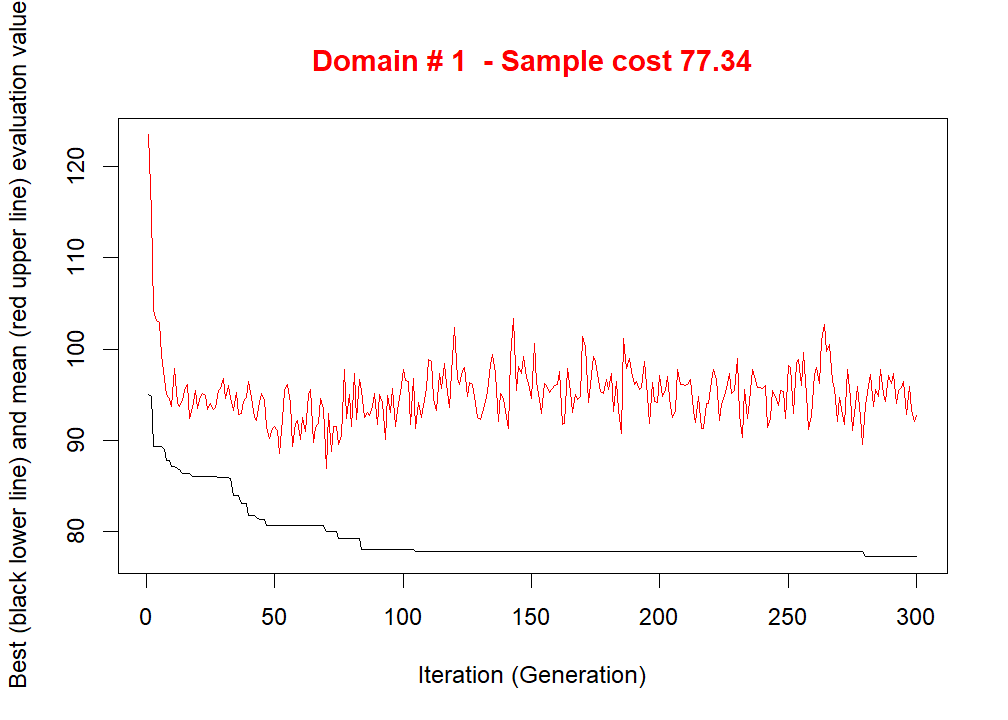 Domain # 1  - Sample cost 77.34
Best (black lower line) and mean (red upper line) evaluation value
120
110
100
90
80
0 50 100 150 200 250 300
Iteration (Generation)